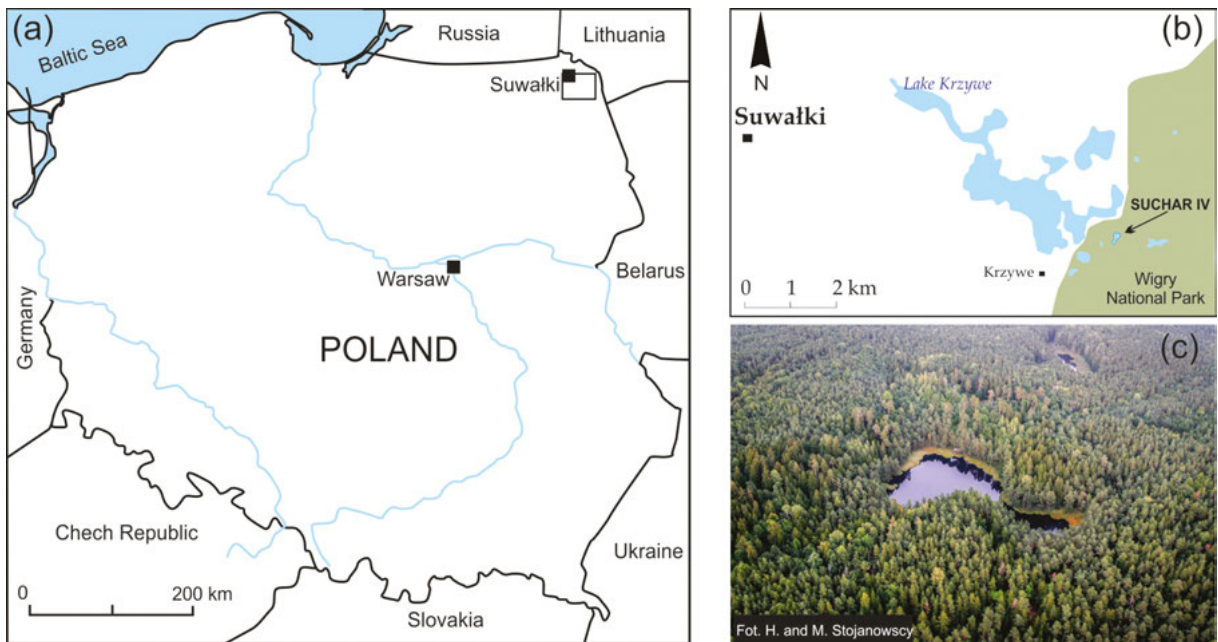 (a)
Baltic Sea
Russia
Lithuania
Suwałki
Warsaw
Belarus
Germany
POLAND
Chech Republic
Ukraine
0 200 km
Slovakia
(b)
N
Lake Krzywe
Suwałki
SUCHAR IV
Krzywe
0 1 2 km
Wigry
National Park
(c)
Fot. H. and M. Stojanowscy